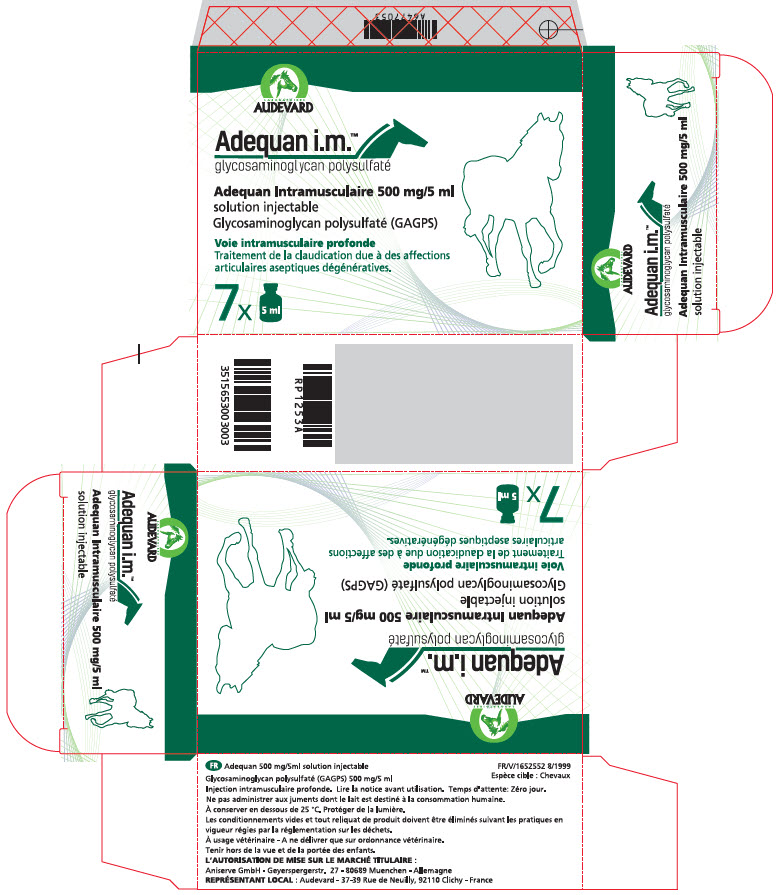 A6477053
AUDEVARD
Adequan i.m.™
glycosaminoglycan polysulfaté
Adequan Intramusculaire 500 mg/5 ml
solution injectable
Glycosaminoglycan polysulfaté (GAGPS)
Voie intramusculaire profonde
Traitement de la claudication due à des affections
articulaires aseptiques dégénératives.
7x 5 ml
AUDEVARD
Adequan i.m.™
glycosaminoglycan polysulfaté
Adequan Intramusculaire 500 mg/5 ml
solution injectable
3515653003003
RP1253A
AUDEVARD
Adequan i.m.™
glycosaminoglycan polysulfaté
Adequan Intramusculaire 500 mg/5 ml
solution injectable
AUDEVARD
Adequan i.m.™
glycosaminoglycan polysulfaté
Adequan Intramusculaire 500 mg/5 ml
solution injectable
Glycosaminoglycan polysulfaté (GAGPS)
Voie intramusculaire profonde
Traitement de la claudication due à des affections
articulaires aseptiques dégénératives.
7x 5 ml
FR Adequan 500 mg/5ml solution injectable FR/V/1652552 8/1999
Espèce cible : Chevaux
Glycosaminoglycan polysulfaté (GAGPS) 500 mg/5 ml
Injection intramusculaire profonde. Lire la notice avant utilisation. Temps d'attente: Zéro jour.
Ne pas administrer aux juments dont le lait est destiné à la consommation humaine.
À conserver en dessous de 25 °C. Protéger de la lumière.
Les conditionnements vides et tout reliquat de produit doivent être éliminés suivant les pratiques en
vigueur régies par la réglementation sur les déchets.
À usage vétérinaire - A ne délivrer que sur ordonnance vétérinaire.
Tenir hors de la vue et de la portée des enfants.
L'AUTORISATION DE MISE SUR LE MARCHÉ TITULAIRE :
Aniserve GmbH • Geyerspergerstr. 27 • 80689 Muenchen - Allemagne
REPRÉSENTANT LOCAL : Audevard - 37-39 Rue de Neuilly, 92110 Clichy - France